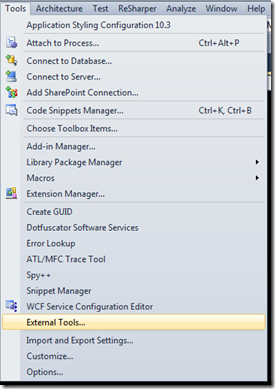 Tools Architecture Test ReSharper Analyze Window Help
Application Styling Configuration 10.3
Attach to Process... Ctrl+Alt+P
Connect to Database...
Connect to Server...
Add SharePoint Connection...
Code Snippets Manager... Ctrl+K, Ctrl+B
Choose Toolbox Items...
Add-in Manager...
Library Package Manager
Macros
Extension Manager...
Create GUID
Dotfuscator Software Services
Error Lookup
ATL/MFC Trace Tool
Spy++
Snippet Manager
WCF Service Configuration Editor
External Tools...
Import and Export Settings...
Customize...
Options...